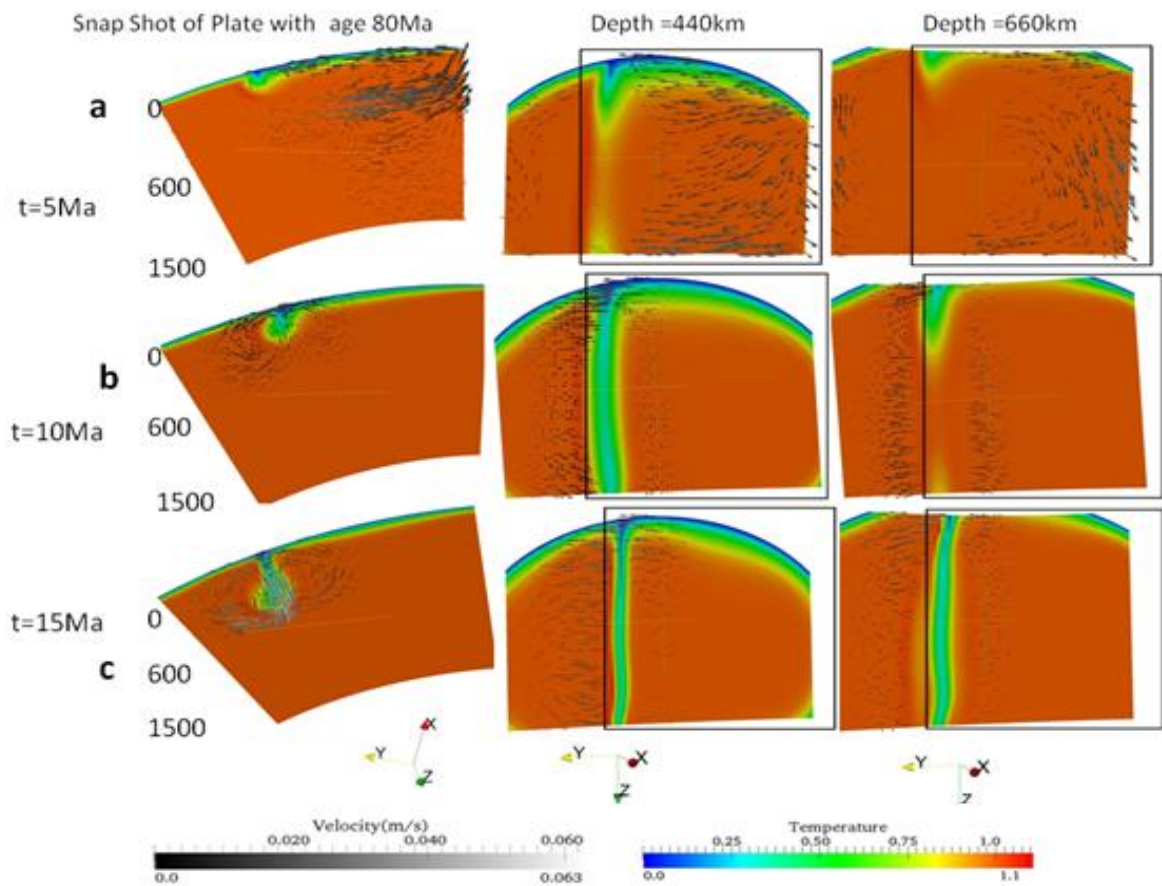 Snap Shot of Plate with age 80Ma Depth =440km Depth =660km
a
0
600
t=5Ma
1500
0
b
600
t=10Ma
1500
0
t=15Ma
c
600
1500
X
Y
Z
Y
X
Z
Y
X
Z
Velocity(m/s)
0.020 0.040 0.060
0.0 0.063
Temperature
0.25 0.50 0.75 1.0
0.0 1.1